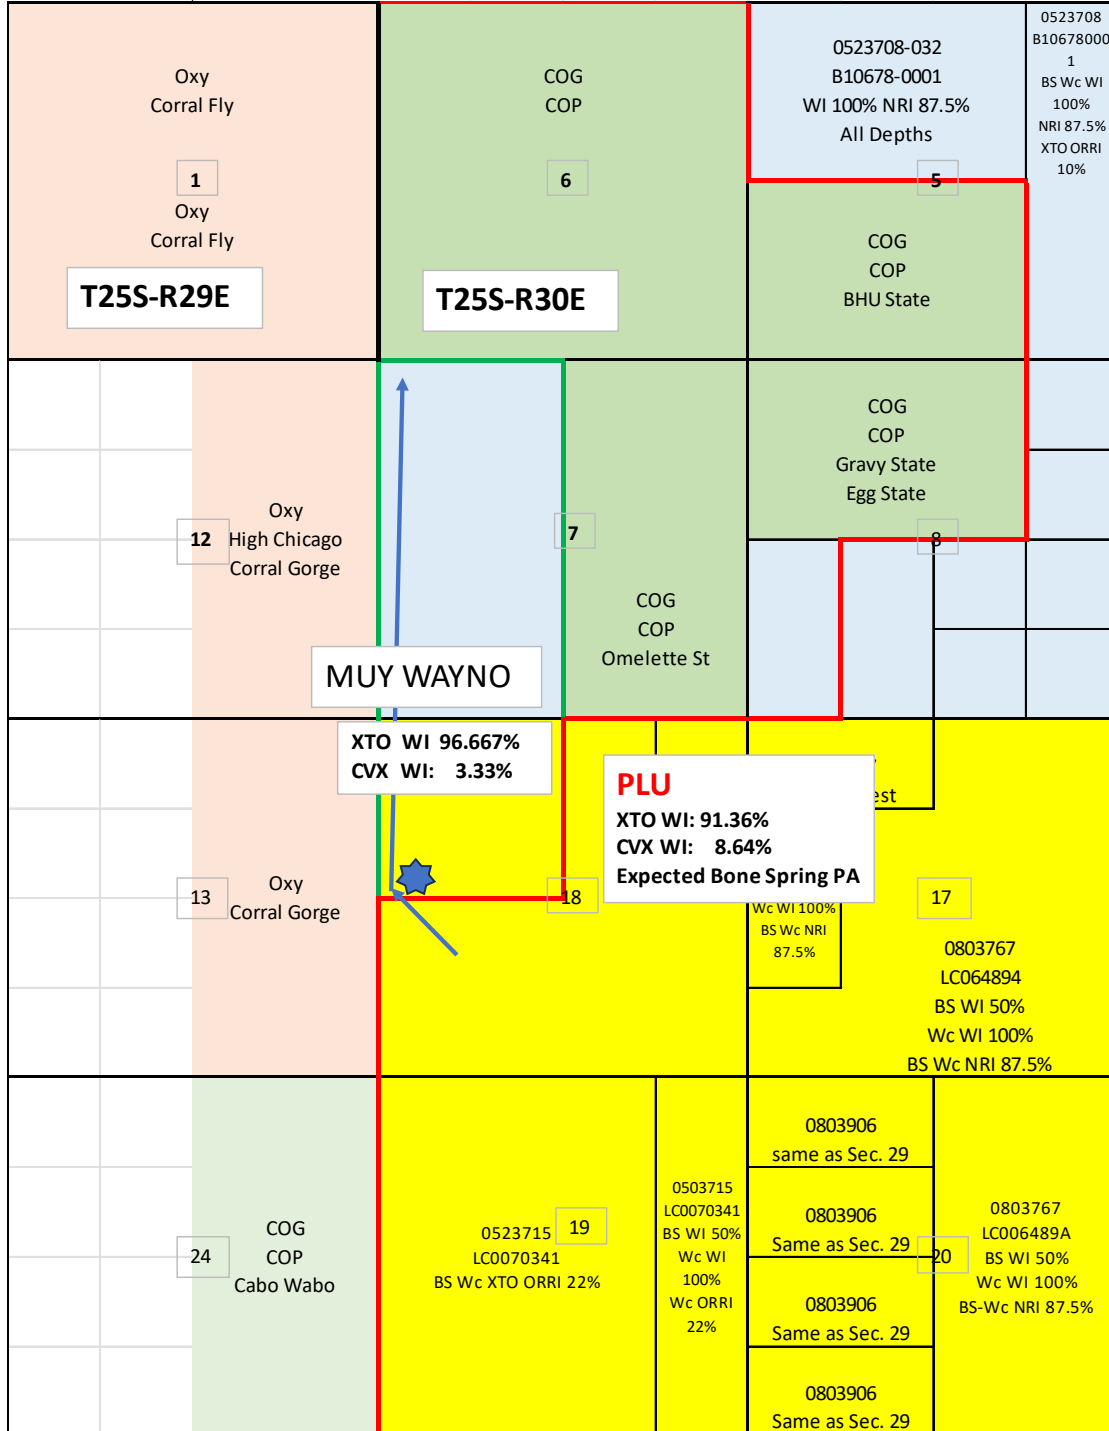 Oxy
Corral Fly
1
Oxy
Corral Fly
T25S-R29E
COG
COP
6
T25S-R30E
0523708-032
B10678-0001
WI 100% NRI 87.5%
All Depths
5
0523708
B10678000
1
BS Wc WI
100%
NRI 87.5%
XTO ORRI
10%
COG
COP
BHU State
12
Oxy
High Chicago
Corral Gorge
7
COG
COP
Omelette St
COG
COP
Gravy State
Egg State
8
MUY WAYNO
XTO WI 96.667%
CVX WI: 3.33%
PLU
XTO WI: 91.36%
CVX WI: 8.64%
Expected Bone Spring PA
est
13
Oxy
Corral Gorge
18
Wc WI 100%
BS Wc NRI
87.5%
17
0803767
LC064894
BS WI 50%
Wc WI 100%
BS Wc NRI 87.5%
24
COG
COP
Cabo Wabo
19
0523715
LC0070341
BS Wc XTO ORRI 22%
0503715
LC0070341
BS WI 50%
Wc WI
100%
Wc ORRI
22%
0803906
same as Sec. 29
0803906
Same as Sec. 29
0803906
Same as Sec. 29
0803906
Same as Sec. 29
20
0803767
LC006489A
BS WI 50%
Wc WI 100%
BS-Wc NRI 87.5%